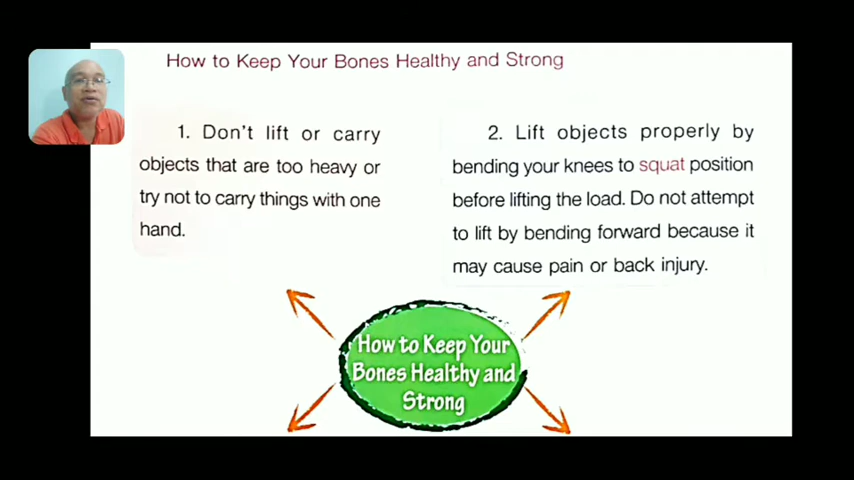 How to Keep Your Bones Healthy and Strong
1. Don't lift or carry
objects that are too heavy or
try not to carry things with one
hand.
2. Lift objects properly by
bending your knees to squat position
before lifting the load. Do not attempt
to lift by bending forward because it
may cause pain or back injury.
How to Keep Your
Bones Healthy and
Strong